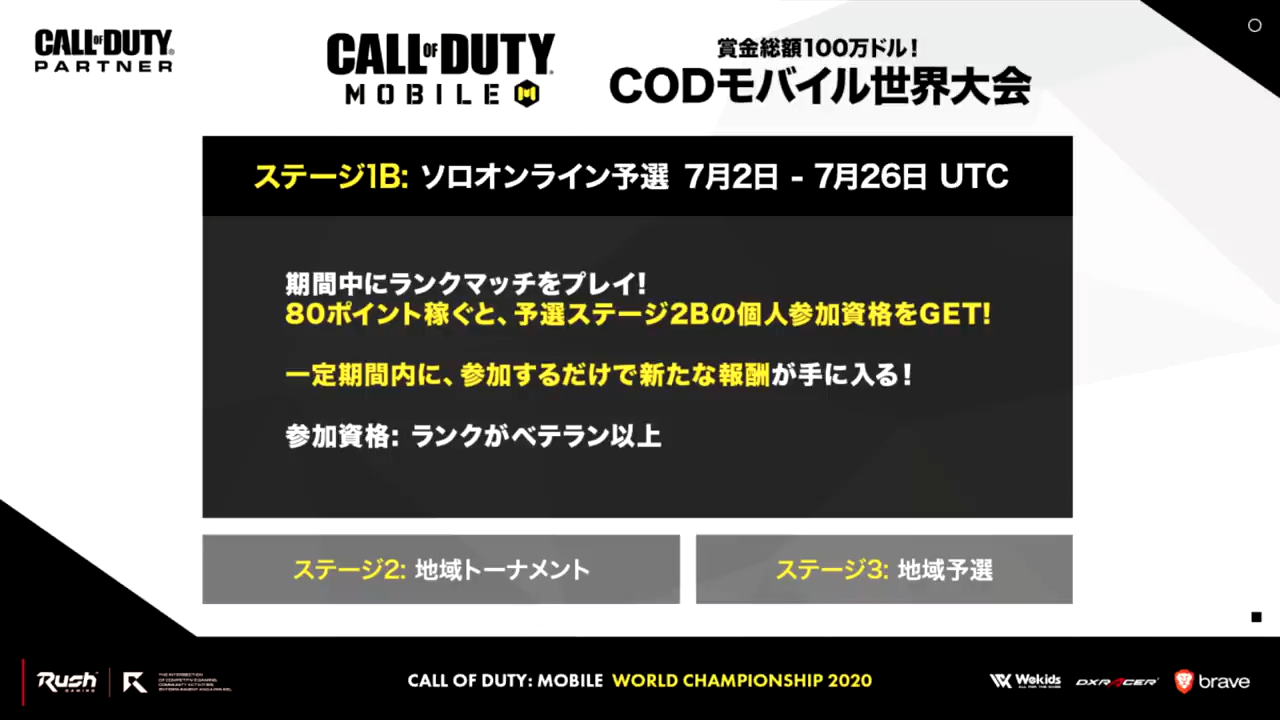 CALL OF DUTY
PARTNER
CALL OF DUTY
MOBILE
賞金総額100万ドル!
CODモバイル世界大会
ステージ1B: ソロオンライン予選 7月2日 - 7月26日 UTC
期間中にランクマッチをプレイ!
80ポイント稼ぐと、予選ステージ2Bの個人参加資格をGET!
一定期間内に、参加するだけで新たな報酬が手に入る!
参加資格: ランクがベテラン以上
ステージ2: 地域トーナメント
ステージ3: 地域予選
Rush
GAMING
CALL OF DUTY: MOBILE WORLD CHAMPIONSHIP 2020
Wekids
DXRACER
brave